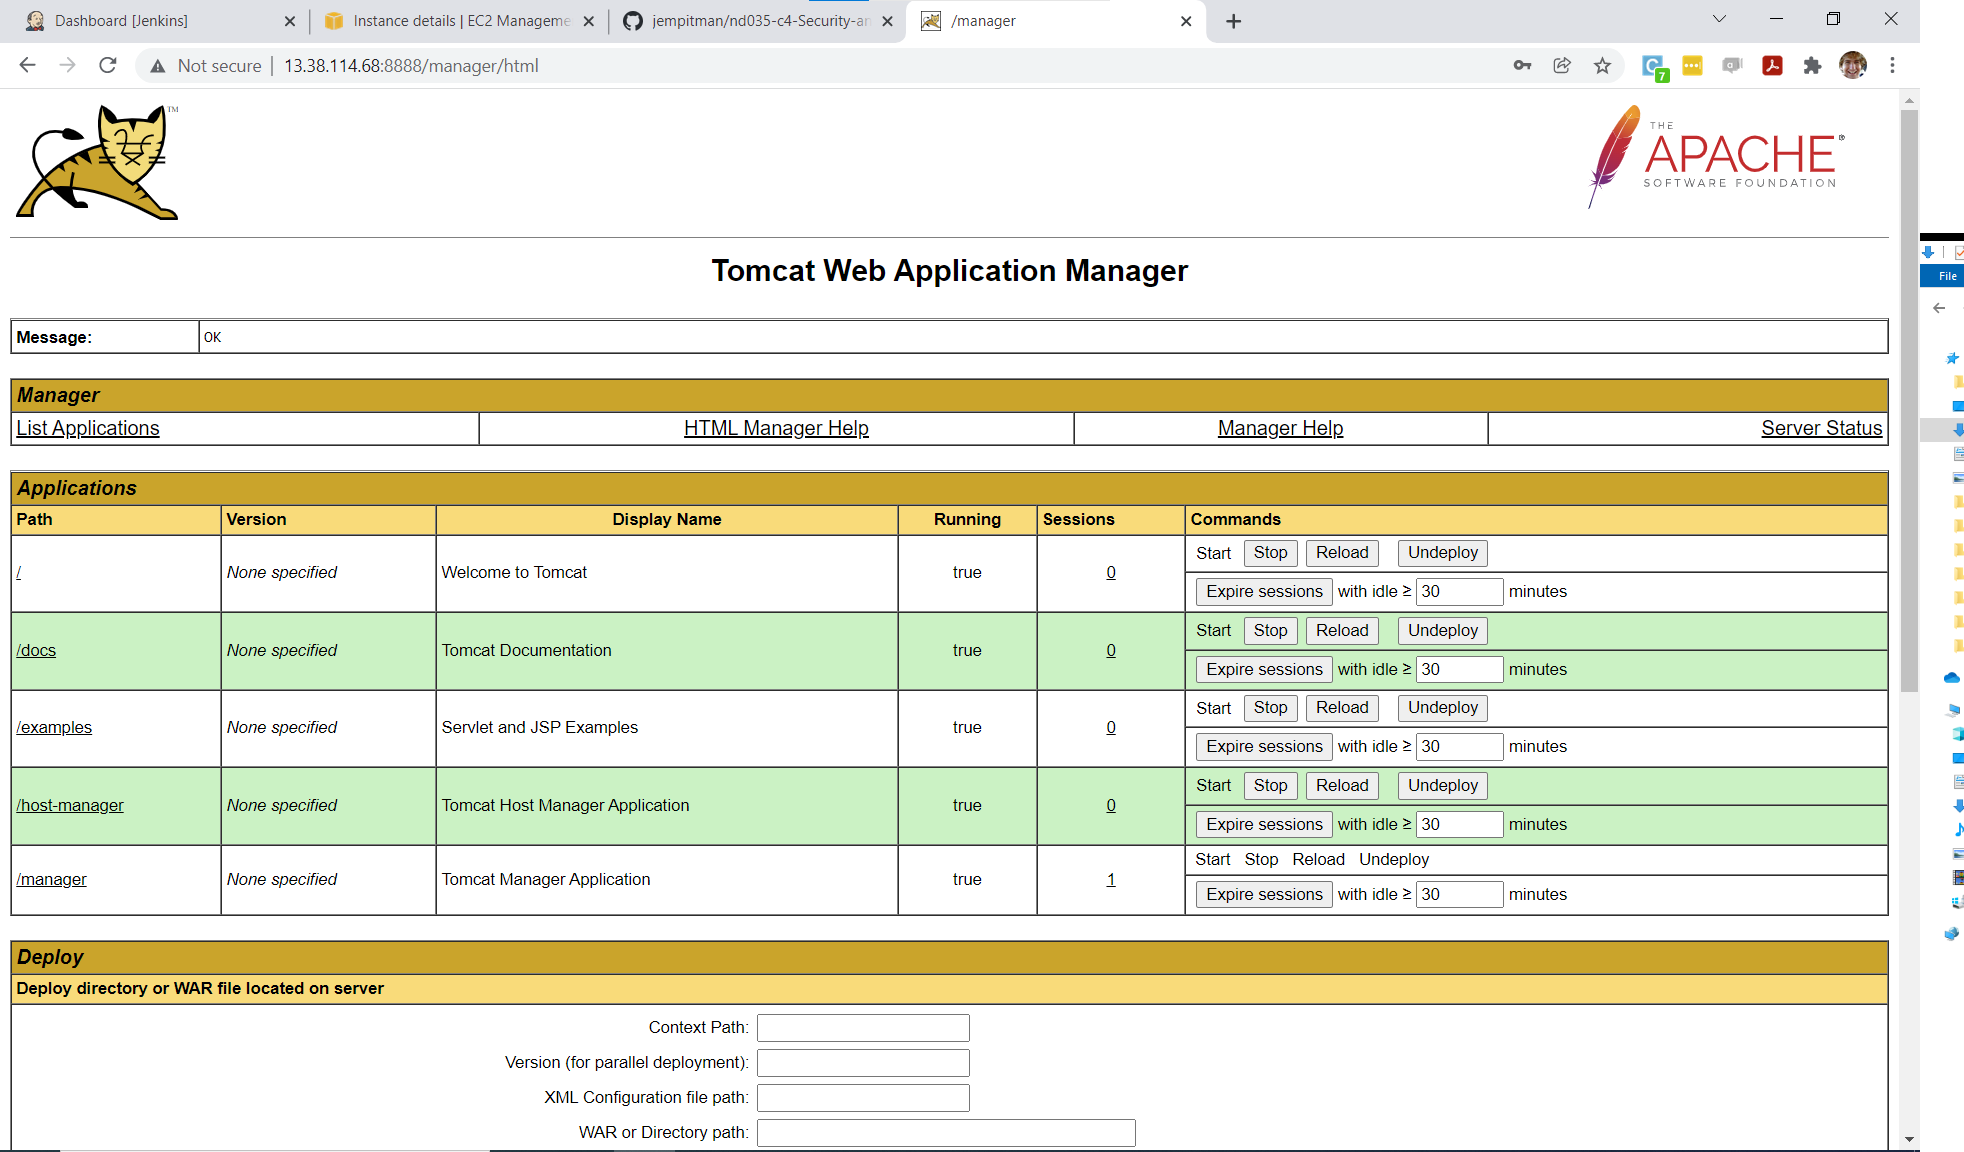 Dashboard [Jenkins]
Instance details | EC2 Manageme
jempitman/nd035-c4-Security-an
/manager
Not secure
13.38.114.68:8888/manager/html
7
TM
THE
APACHE®
SOFTWARE FOUNDATION
File
Tomcat Web Application Manager
Message: OK
Manager
List Applications HTML Manager Help Manager Help Server Status
Applications
Path Version Display Name Running Sessions Commands
/ None specified Welcome to Tomcat true 0 Start Stop Reload Undeploy
Expire sessions with idle ≥ 30 minutes
/docs None specified Tomcat Documentation true 0 Start Stop Reload Undeploy
Expire sessions with idle ≥ 30 minutes
/examples None specified Servlet and JSP Examples true 0 Start Stop Reload Undeploy
Expire sessions with idle ≥ 30 minutes
/host-manager None specified Tomcat Host Manager Application true 0 Start Stop Reload Undeploy
Expire sessions with idle ≥ 30 minutes
/manager None specified Tomcat Manager Application true 1 Start Stop Reload Undeploy
Expire sessions with idle ≥ 30 minutes
Deploy
Deploy directory or WAR file located on server
Context Path:
Version (for parallel deployment):
XML Configuration file path:
WAR or Directory path: